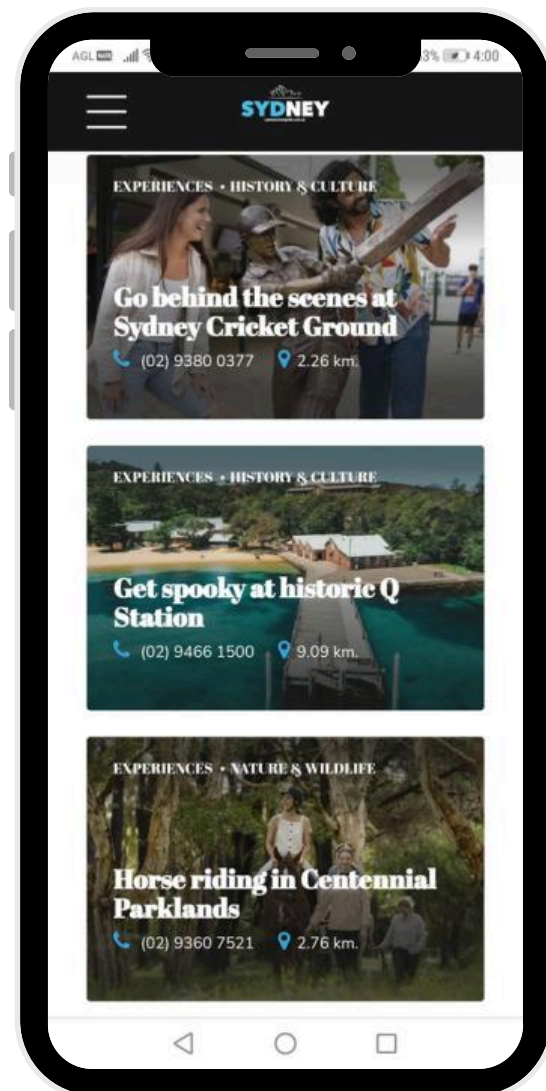 AGL 3% 4:00
SYDNEY
EXPERIENCES • HISTORY & CULTURE
Go behind the scenes at
Sydney Cricket Ground
(02) 9380 0377 2.26 km.
EXPERIENCES • HISTORY & CULTURE
Get spooky at historic Q
Station
(02) 9466 1500 9.09 km.
EXPERIENCES • NATURE & WILDLIFE
Horse riding in Centennial
Parklands
(02) 9360 7521 2.76 km.